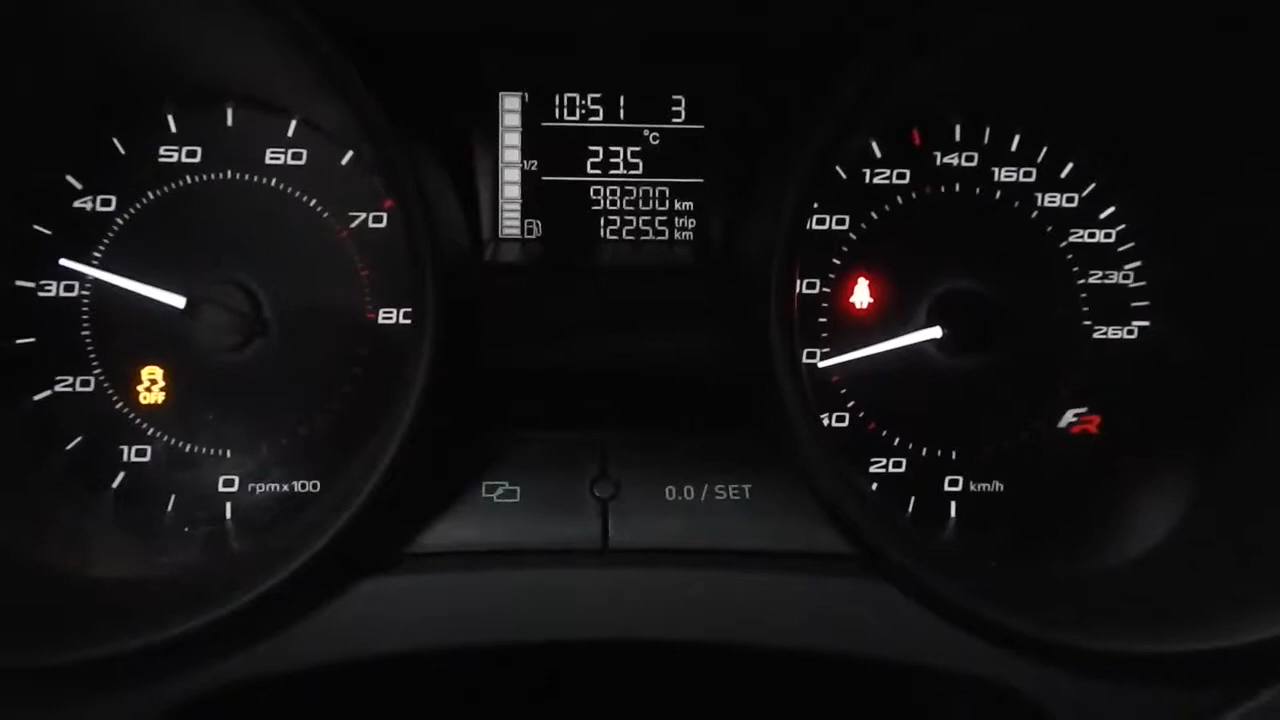 10:51 3
°C
23.5
98200 km
1225.5 trip km
1
1/2
0 10 20 30 40 50 60 70 80
rpm x 100
OFF
0.0 / SET
0 20 40
100 120 140 160 180 200 230 260
km/h
FR